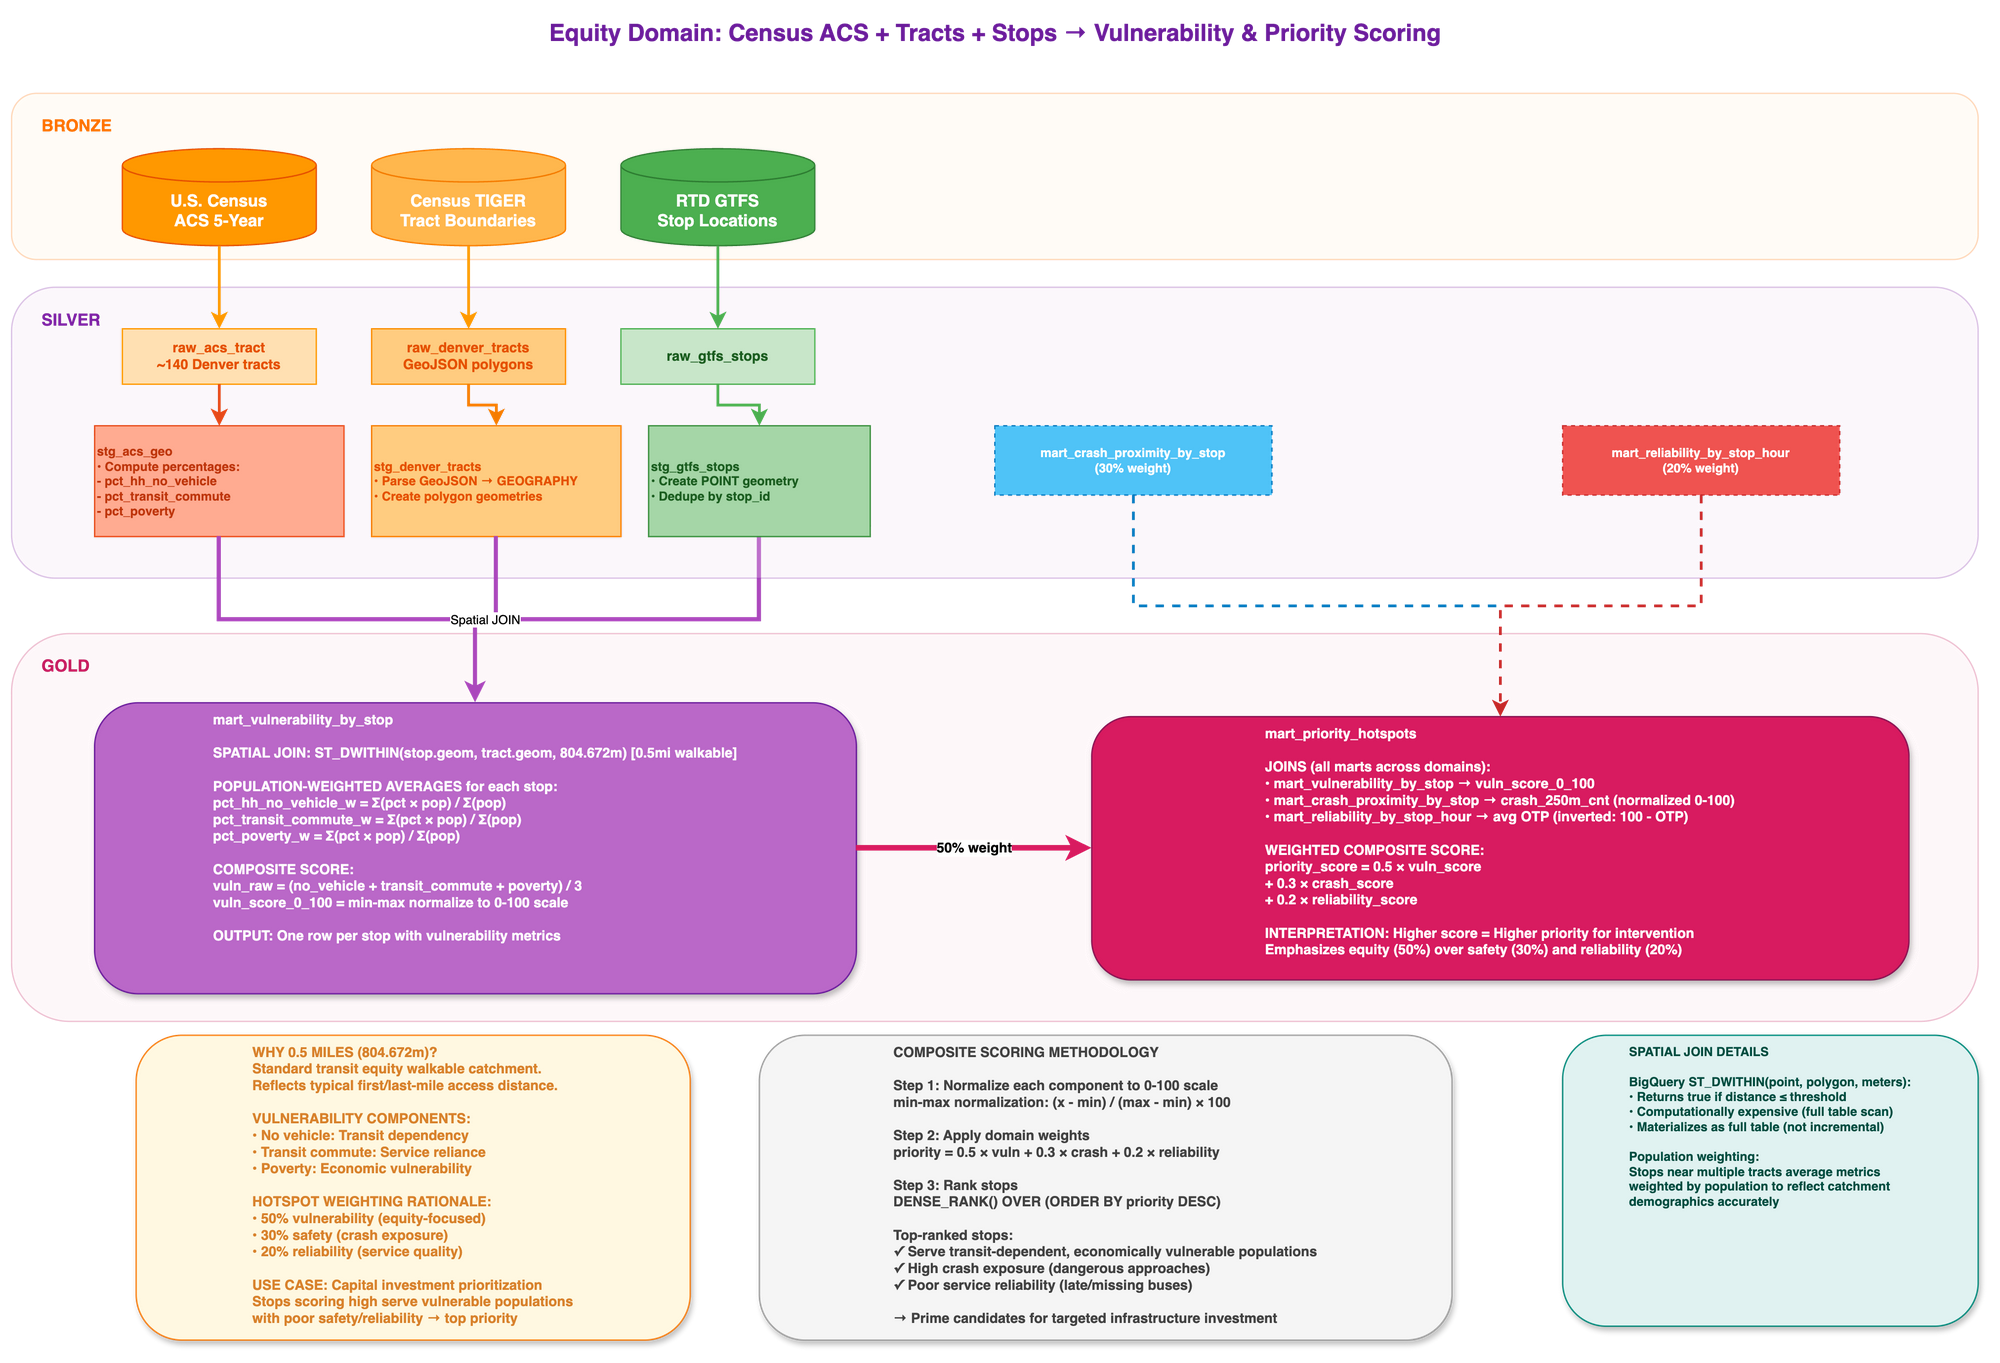 Equity Domain: Census ACS + Tracts + Stops → Vulnerability & Priority Scoring
BRONZE
U.S. Census
ACS 5-Year
Census TIGER
Tract Boundaries
RTD GTFS
Stop Locations
SILVER
raw_acs_tract
~140 Denver tracts
raw_denver_tracts
GeoJSON polygons
raw_gtfs_stops
stg_acs_geo
• Compute percentages:
- pct_hh_no_vehicle
- pct_transit_commute
- pct_poverty
stg_denver_tracts
• Parse GeoJSON → GEOGRAPHY
• Create polygon geometries
stg_gtfs_stops
• Create POINT geometry
• Dedupe by stop_id
mart_crash_proximity_by_stop
(30% weight)
mart_reliability_by_stop_hour
(20% weight)
Spatial JOIN
GOLD
mart_vulnerability_by_stop
SPATIAL JOIN: ST_DWITHIN(stop.geom, tract.geom, 804.672m) [0.5mi walkable]
POPULATION-WEIGHTED AVERAGES for each stop:
pct_hh_no_vehicle_w = Σ(pct × pop) / Σ(pop)
pct_transit_commute_w = Σ(pct × pop) / Σ(pop)
pct_poverty_w = Σ(pct × pop) / Σ(pop)
COMPOSITE SCORE:
vuln_raw = (no_vehicle + transit_commute + poverty) / 3
vuln_score_0_100 = min-max normalize to 0-100 scale
OUTPUT: One row per stop with vulnerability metrics
50% weight
mart_priority_hotspots
JOINS (all marts across domains):
• mart_vulnerability_by_stop → vuln_score_0_100
• mart_crash_proximity_by_stop → crash_250m_cnt (normalized 0-100)
• mart_reliability_by_stop_hour → avg OTP (inverted: 100 - OTP)
WEIGHTED COMPOSITE SCORE:
priority_score = 0.5 × vuln_score
+ 0.3 × crash_score
+ 0.2 × reliability_score
INTERPRETATION: Higher score = Higher priority for intervention
Emphasizes equity (50%) over safety (30%) and reliability (20%)
WHY 0.5 MILES (804.672m)?
Standard transit equity walkable catchment.
Reflects typical first/last-mile access distance.
VULNERABILITY COMPONENTS:
• No vehicle: Transit dependency
• Transit commute: Service reliance
• Poverty: Economic vulnerability
HOTSPOT WEIGHTING RATIONALE:
• 50% vulnerability (equity-focused)
• 30% safety (crash exposure)
• 20% reliability (service quality)
USE CASE: Capital investment prioritization
Stops scoring high serve vulnerable populations
with poor safety/reliability → top priority
COMPOSITE SCORING METHODOLOGY
Step 1: Normalize each component to 0-100 scale
min-max normalization: (x - min) / (max - min) × 100
Step 2: Apply domain weights
priority = 0.5 × vuln + 0.3 × crash + 0.2 × reliability
Step 3: Rank stops
DENSE_RANK() OVER (ORDER BY priority DESC)
Top-ranked stops:
✓ Serve transit-dependent, economically vulnerable populations
✓ High crash exposure (dangerous approaches)
✓ Poor service reliability (late/missing buses)
→ Prime candidates for targeted infrastructure investment
SPATIAL JOIN DETAILS
BigQuery ST_DWITHIN(point, polygon, meters):
• Returns true if distance ≤ threshold
• Computationally expensive (full table scan)
• Materializes as full table (not incremental)
Population weighting:
Stops near multiple tracts average metrics
weighted by population to reflect catchment
demographics accurately